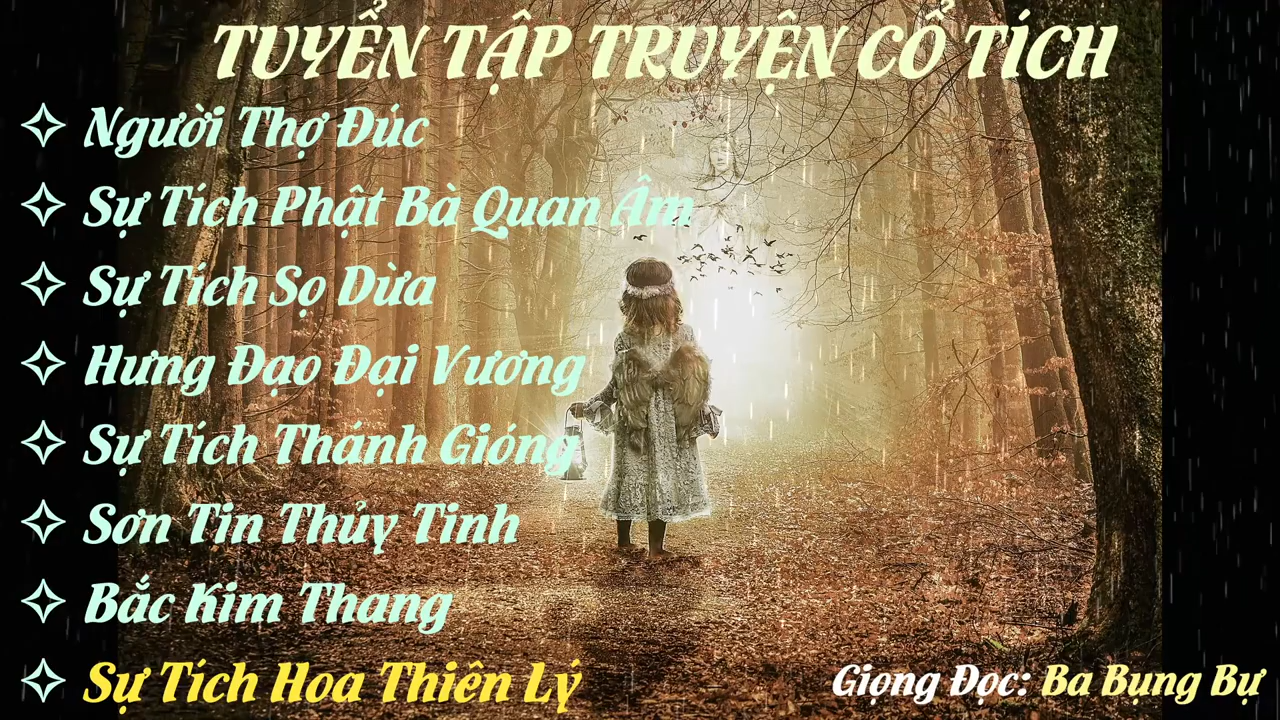 TUYỂN TẬP TRUYỆN CỔ TÍCH
Người Thợ Đúc
Sự Tích Phật Bà Quan Âm
Sự Tích Sọ Dừa
Hưng Đạo Đại Vương
Sự Tích Thánh Gióng
Sơn Tin Thủy Tinh
Bắc Kim Thang
Sự Tích Hoa Thiên Lý
Giọng Đọc: Ba Bụng Bự